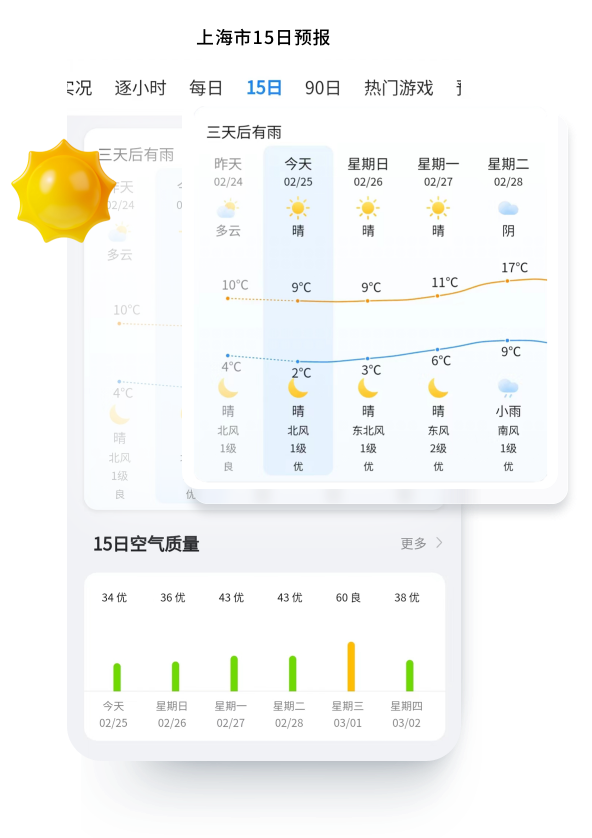 上海市15日预报
实况 逐小时 每日 15日 90日 热门游戏
三天后有雨
昨天 今天 星期日 星期一 星期二
02/24 02/25 02/26 02/27 02/28
多云 晴 晴 晴 阴
10℃ 9℃ 9℃ 11℃ 17℃
4℃ 2℃ 3℃ 6℃ 9℃
晴 晴 晴 晴 小雨
北风 北风 东北风 东风 南风
1级 1级 1级 2级 1级
良 优 优 优 优
三天后有雨
昨天
02/24
多云
10℃
4℃
晴
北风
1级
良 优
15日空气质量 更多
34 优 36 优 43 优 43 优 60 良 38 优
今天 星期日 星期一 星期二 星期三 星期四
02/25 02/26 02/27 02/28 03/01 03/02